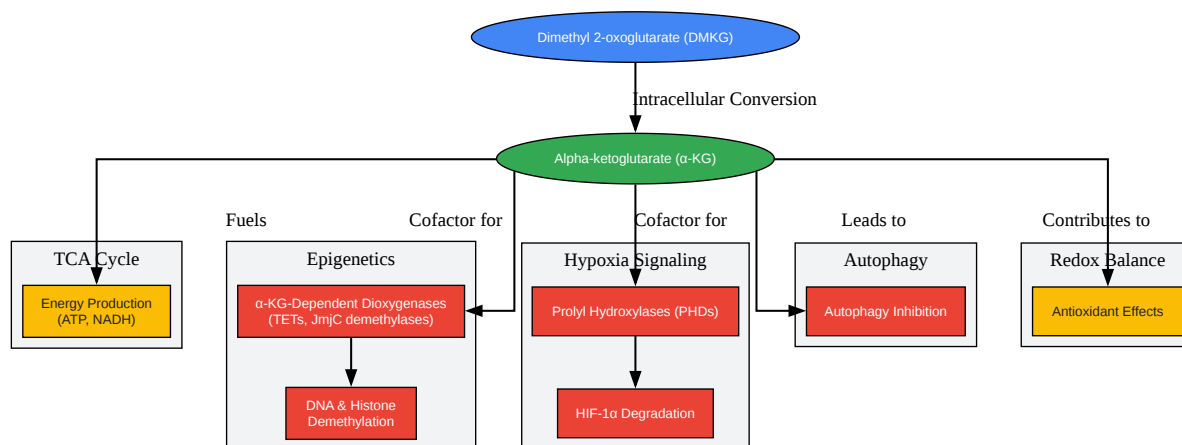 Dimethyl 2-oxoglutarate (DMKG)
Intracellular Conversion
Alpha-ketoglutarate (α-KG)
Fuels
Cofactor for
Cofactor for
Leads to
Contributes to
TCA Cycle
Energy Production
(ATP, NADH)
Epigenetics
α-KG-Dependent Dioxygenases
(TETs, JmjC demethylases)
DNA & Histone
Demethylation
Hypoxia Signaling
Prolyl Hydroxylases (PHDs)
HIF-1α Degradation
Autophagy
Autophagy Inhibition
Redox Balance
Antioxidant Effects